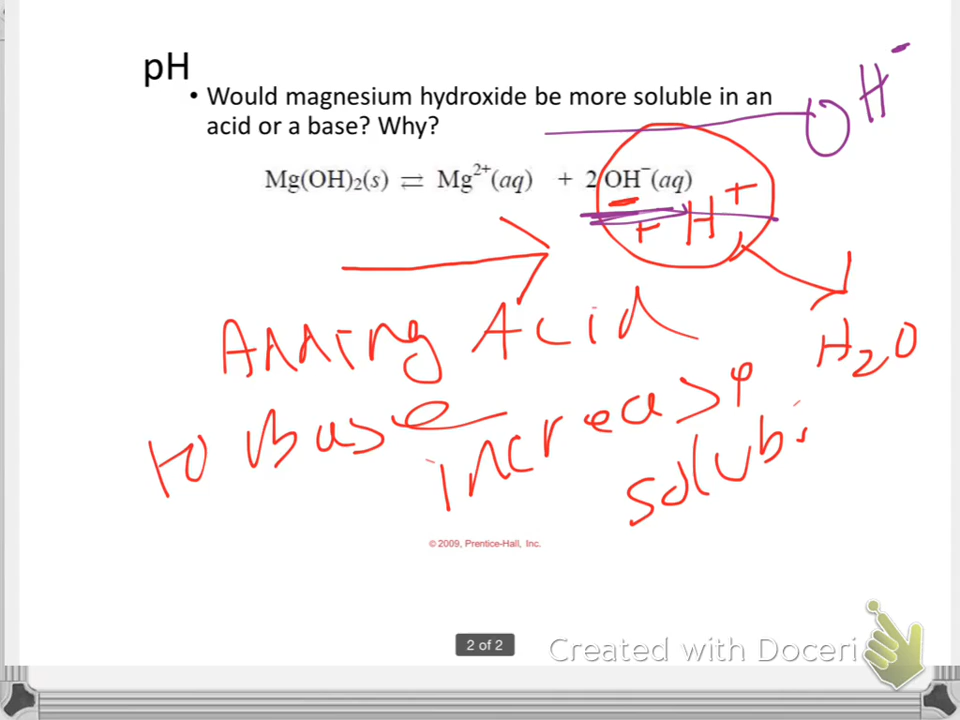 pH
• Would magnesium hydroxide be more soluble in an
acid or a base? Why?
OH⁻
Mg(OH)₂(s) ⇌ Mg²⁺(aq) + 2 OH⁻(aq)
+ H⁺
H₂O
Adding Acid
to Base increase
solubi
© 2009, Prentice-Hall, Inc.
2 of 2
Created with Doceri